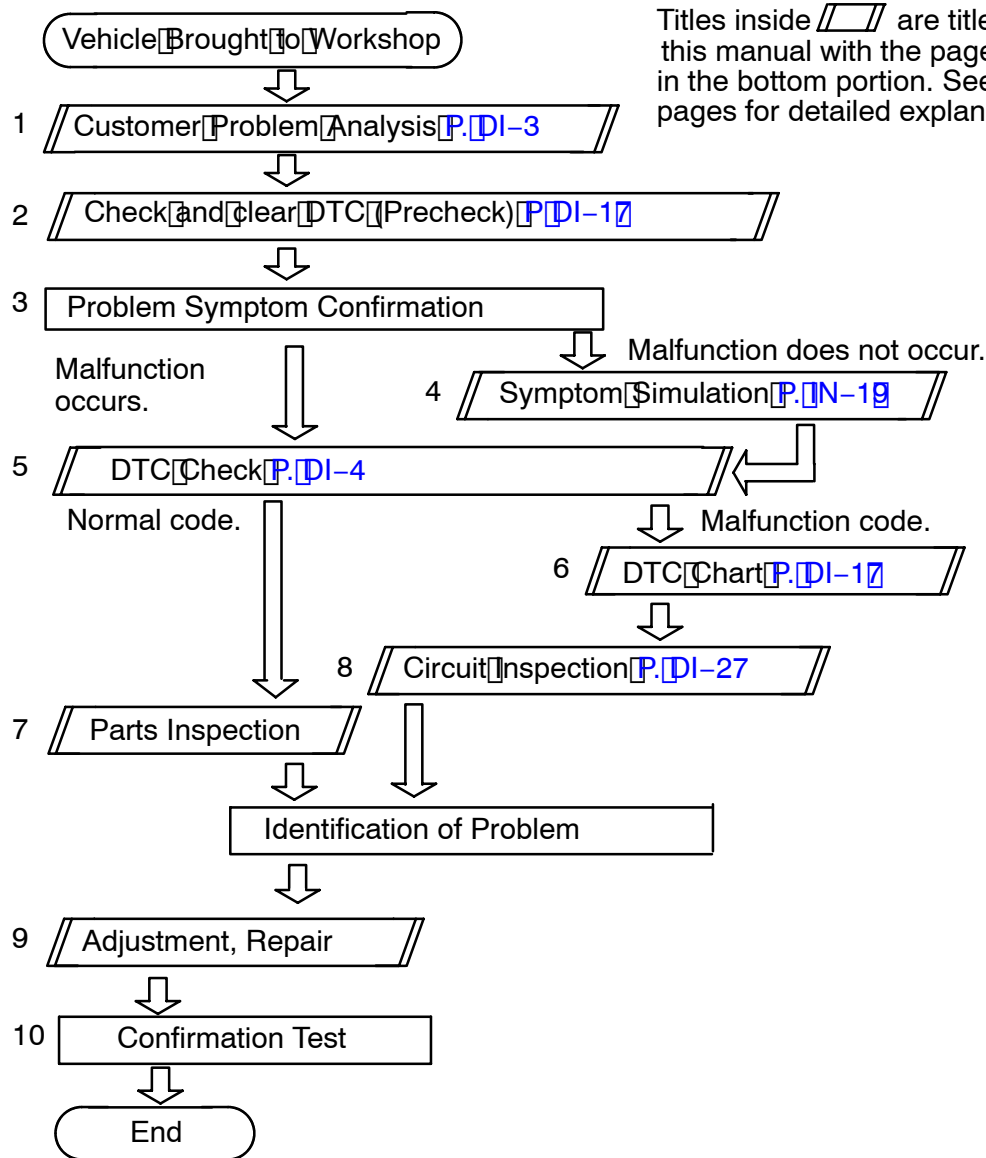 Vehicle Brought to Workshop
Titles inside are title
this manual with the page
in the bottom portion. See
pages for detailed explan
1 Customer Problem Analysis P. DI–3
2 Check and clear DTC (Precheck) P DI–17
3 Problem Symptom Confirmation
Malfunction does not occur.
Malfunction
occurs.
4 Symptom Simulation P. IN–19
5 DTC Check P. DI–4
Normal code.
Malfunction code.
6 DTC Chart P. DI–17
8 Circuit Inspection P. DI–27
7 Parts Inspection
Identification of Problem
9 Adjustment, Repair
10 Confirmation Test
End